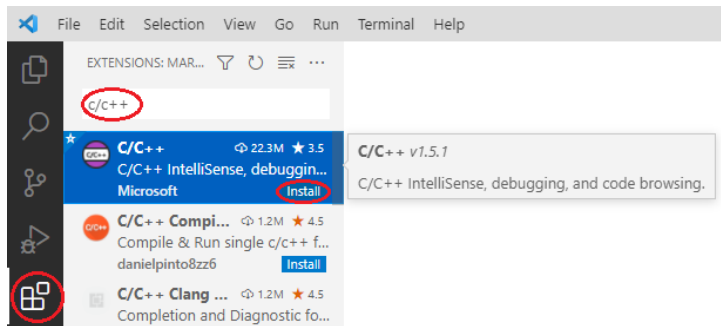 File Edit Selection View Go Run Terminal Help
EXTENSIONS: MAR...
c/c++
C/C++ 22.3M 3.5
C/C++ IntelliSense, debuggin...
Microsoft Install
C/C++ v1.5.1
C/C++ IntelliSense, debugging, and code browsing.
C/C++ Compi... 1.2M 4.5
Compile & Run single c/c++ f...
danielpinto8zz6 Install
C/C++ Clang ... 1.2M 4.5
Completion and Diagnostic fo...